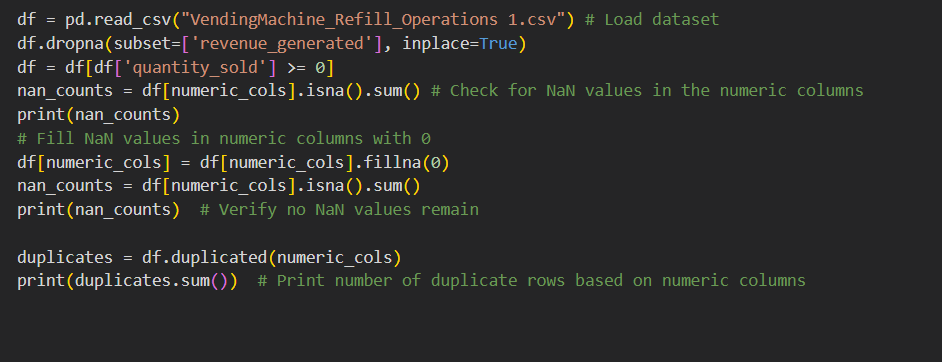 df = pd.read_csv("VendingMachine_Refill_Operations 1.csv") # Load dataset
df.dropna(subset=['revenue_generated'], inplace=True)
df = df[df['quantity_sold'] >= 0]
nan_counts = df[numeric_cols].isna().sum() # Check for NaN values in the numeric columns
print(nan_counts)
# Fill NaN values in numeric columns with 0
df[numeric_cols] = df[numeric_cols].fillna(0)
nan_counts = df[numeric_cols].isna().sum()
print(nan_counts)  # Verify no NaN values remain
duplicates = df.duplicated(numeric_cols)
print(duplicates.sum())  # Print number of duplicate rows based on numeric columns